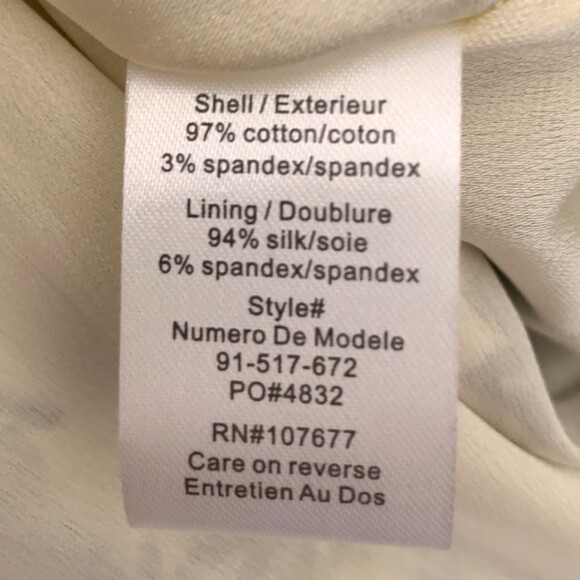 Shell / Exterieur
97% cotton/coton
3% spandex/spandex
Lining / Doublure
94% silk/soie
6% spandex/spandex
Style#
Numero De Modele
91-517-672
PO#4832
RN#107677
Care on reverse
Entretien Au Dos